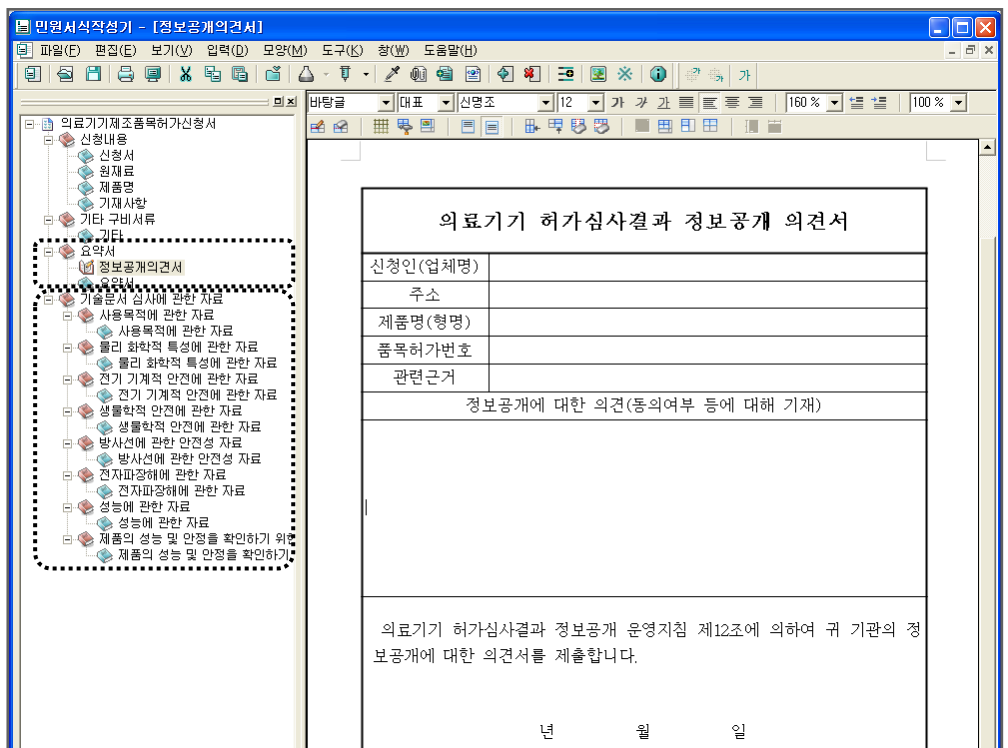 민원서식작성기 - [정보공개의견서]
파일(F) 편집(E) 보기(V) 입력(D) 모양(M) 도구(K) 창(W) 도움말(H)
가
바탕글 대표 신명조 12 가 가 가 160 % 100 %
의료기기제조품목허가신청서
신청내용
신청서
원재료
제품명
기재사항
기타 구비서류
기타
요약서
정보공개의견서
요약서
기술문서 심사에 관한 자료
사용목적에 관한 자료
사용목적에 관한 자료
물리 화학적 특성에 관한 자료
물리 화학적 특성에 관한 자료
전기 기계적 안전에 관한 자료
전기 기계적 안전에 관한 자료
생물학적 안전에 관한 자료
생물학적 안전에 관한 자료
방사선에 관한 안전성 자료
방사선에 관한 안전성 자료
전자파장해에 관한 자료
전자파장해에 관한 자료
성능에 관한 자료
성능에 관한 자료
제품의 성능 및 안정을 확인하기 위한
제품의 성능 및 안정을 확인하기
의료기기 허가심사결과 정보공개 의견서
신청인(업체명)
주소
제품명(형명)
품목허가번호
관련근거
정보공개에 대한 의견(동의여부 등에 대해 기재)
의료기기 허가심사결과 정보공개 운영지침 제12조에 의하여 귀 기관의 정
보공개에 대한 의견서를 제출합니다.
년 월 일